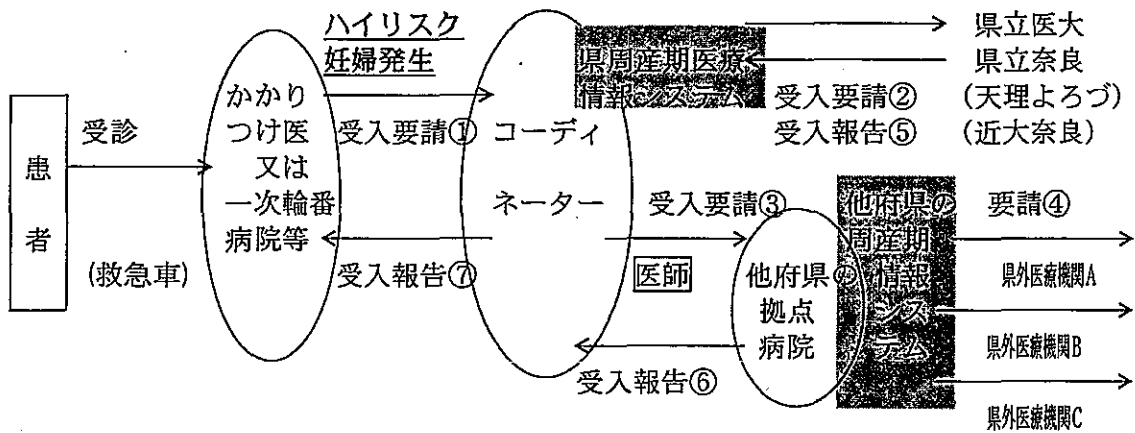 ハイリスク
妊婦発生
患者
受診
(救急車)
かかり
つけ医
又は
一次輪番
病院等
受入要請①
受入報告⑦
コーディ
ネーター
県周産期医療
情報システム
受入要請②
受入報告⑤
県立医大
県立奈良
(天理よろづ)
(近大奈良)
受入要請③
医師
受入報告⑥
他府県の
拠点
病院
他府県の
周産期
情報
シス
テム
要請④
県外医療機関A
県外医療機関B
県外医療機関C